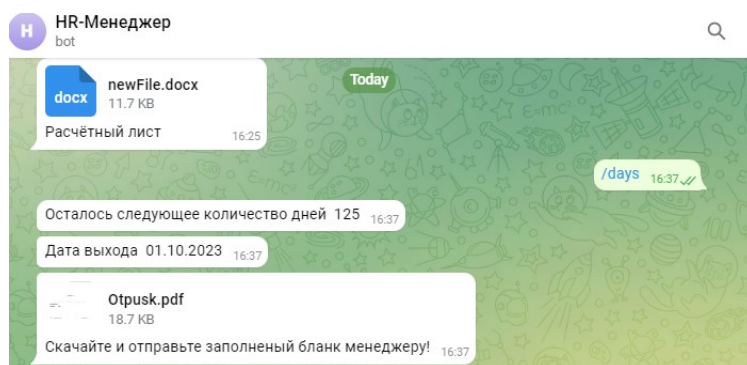 H
HR-Менеджер
bot
Today
docx
newFile.docx
11.7 KB
Расчётный лист 16:25
/days 16:37
Осталось следующее количество дней 125 16:37
Дата выхода 01.10.2023 16:37
Otpusk.pdf
18.7 KB
Скачайте и отправьте заполненый бланк менеджеру! 16:37